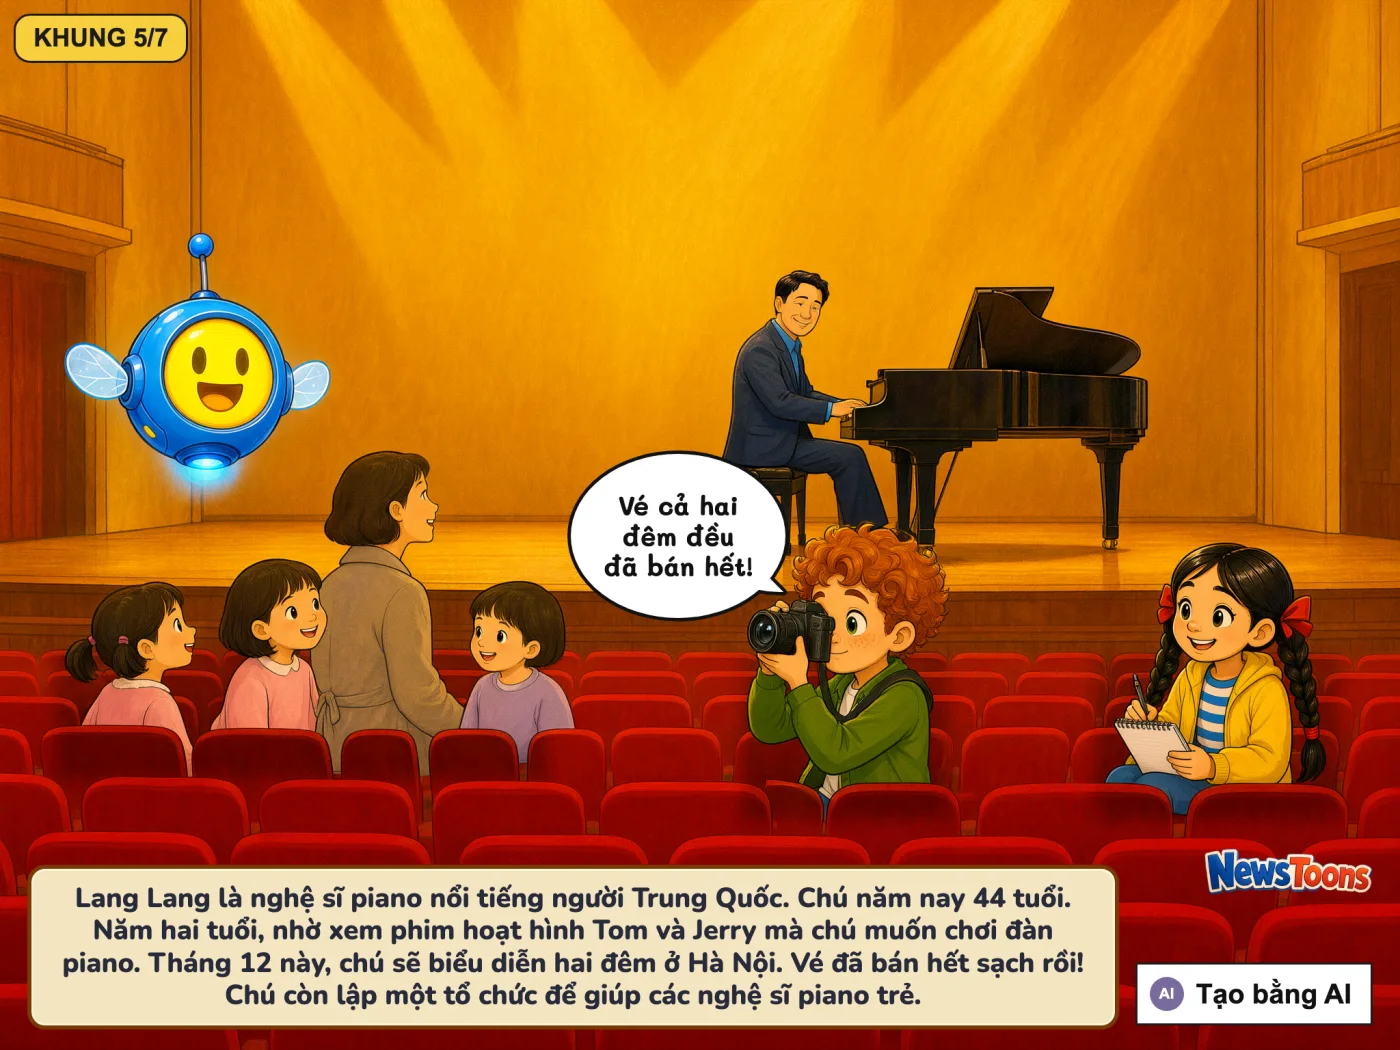 KHUNG 5/7
Vé cả hai
đêm đều
đã bán hết!
Lang Lang là nghệ sĩ piano nổi tiếng người Trung Quốc. Chú năm nay 44 tuổi.
Năm hai tuổi, nhờ xem phim hoạt hình Tom và Jerry mà chú muốn chơi đàn
piano. Tháng 12 này, chú sẽ biểu diễn hai đêm ở Hà Nội. Vé đã bán hết sạch rồi!
Chú còn lập một tổ chức để giúp các nghệ sĩ piano trẻ.
NewsToons
AI Tạo bằng AI